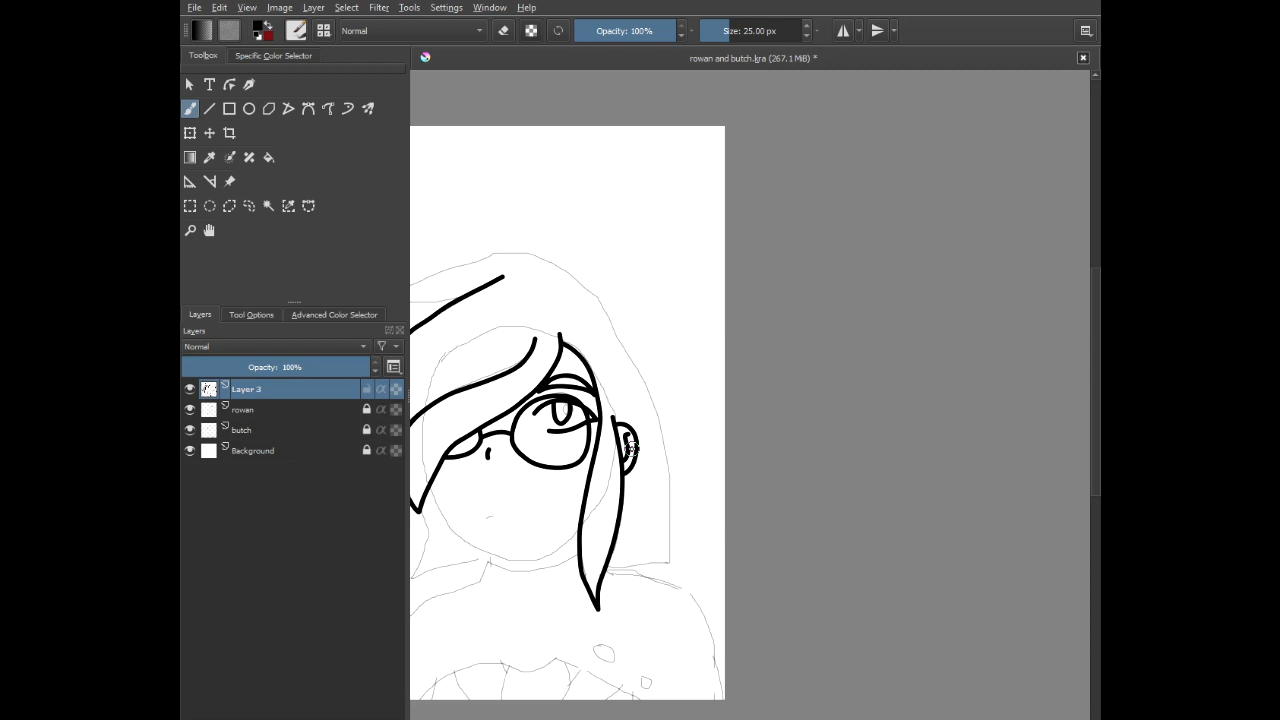 File Edit View Image Layer Select Filter Tools Settings Window Help
Normal
Opacity: 100%
Size: 25.00 px
Toolbox
Specific Color Selector
rowan and butch.kra (267.1 MiB) *
Layers
Tool Options
Advanced Color Selector
Layers
Normal
Opacity: 100%
Layer 3
rowan
butch
Background